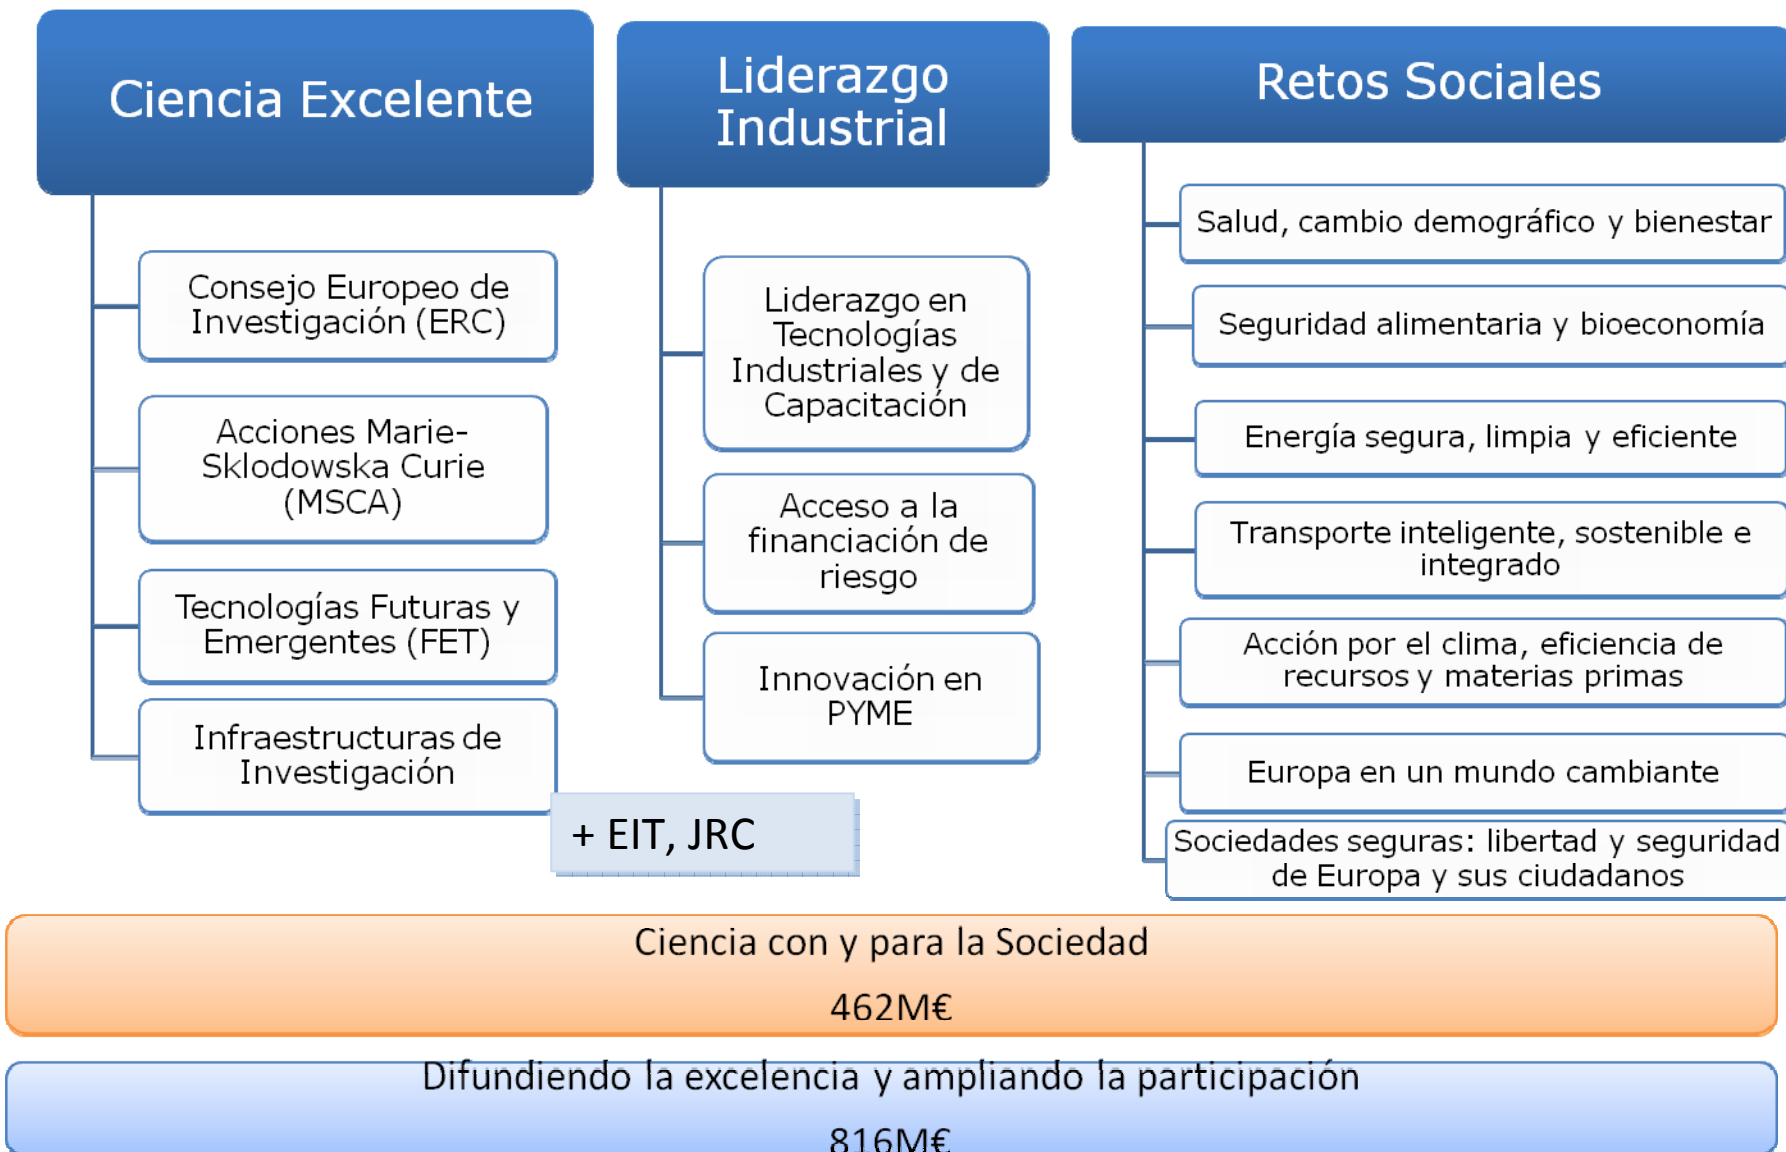 Ciencia Excelente
Consejo Europeo de
Investigación (ERC)
Acciones Marie-
Sklodowska Curie
(MSCA)
Tecnologías Futuras y
Emergentes (FET)
Infraestructuras de
Investigación
+ EIT, JRC
Liderazgo
Industrial
Liderazgo en
Tecnologías
Industriales y de
Capacitación
Acceso a la
financiación de
riesgo
Innovación en
PYME
Retos Sociales
Salud, cambio demográfico y bienestar
Seguridad alimentaria y bioeconomía
Energía segura, limpia y eficiente
Transporte inteligente, sostenible e
integrado
Acción por el clima, eficiencia de
recursos y materias primas
Europa en un mundo cambiante
Sociedades seguras: libertad y seguridad
de Europa y sus ciudadanos
Ciencia con y para la Sociedad
462M€
Difundiendo la excelencia y ampliando la participación
816M€